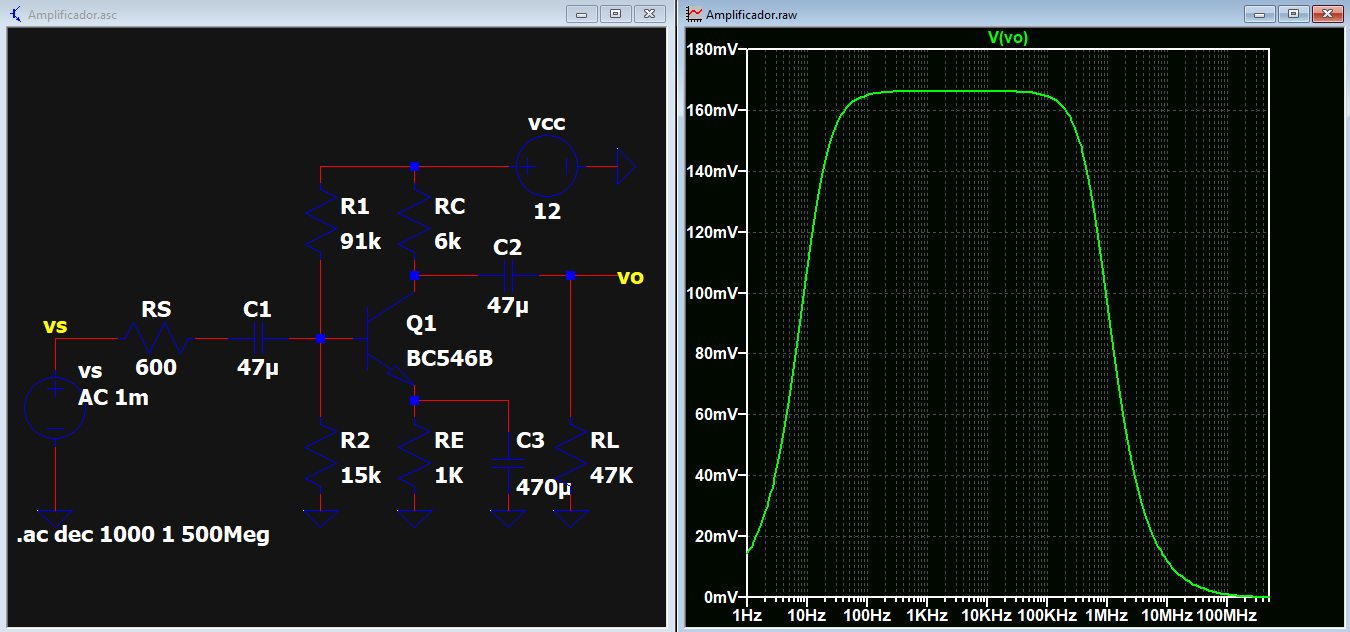 Amplificador.asc
vcc
12
R1
91k
RC
6k
C2
47µ
vo
vs
RS
600
C1
47µ
Q1
BC546B
vs
AC 1m
R2
15k
RE
1K
C3
470µ
RL
47K
.ac dec 1000 1 500Meg
Amplificador.raw
V(vo)
180mV
160mV
140mV
120mV
100mV
80mV
60mV
40mV
20mV
0mV
1Hz 10Hz 100Hz 1KHz 10KHz 100KHz 1MHz 10MHz 100MHz